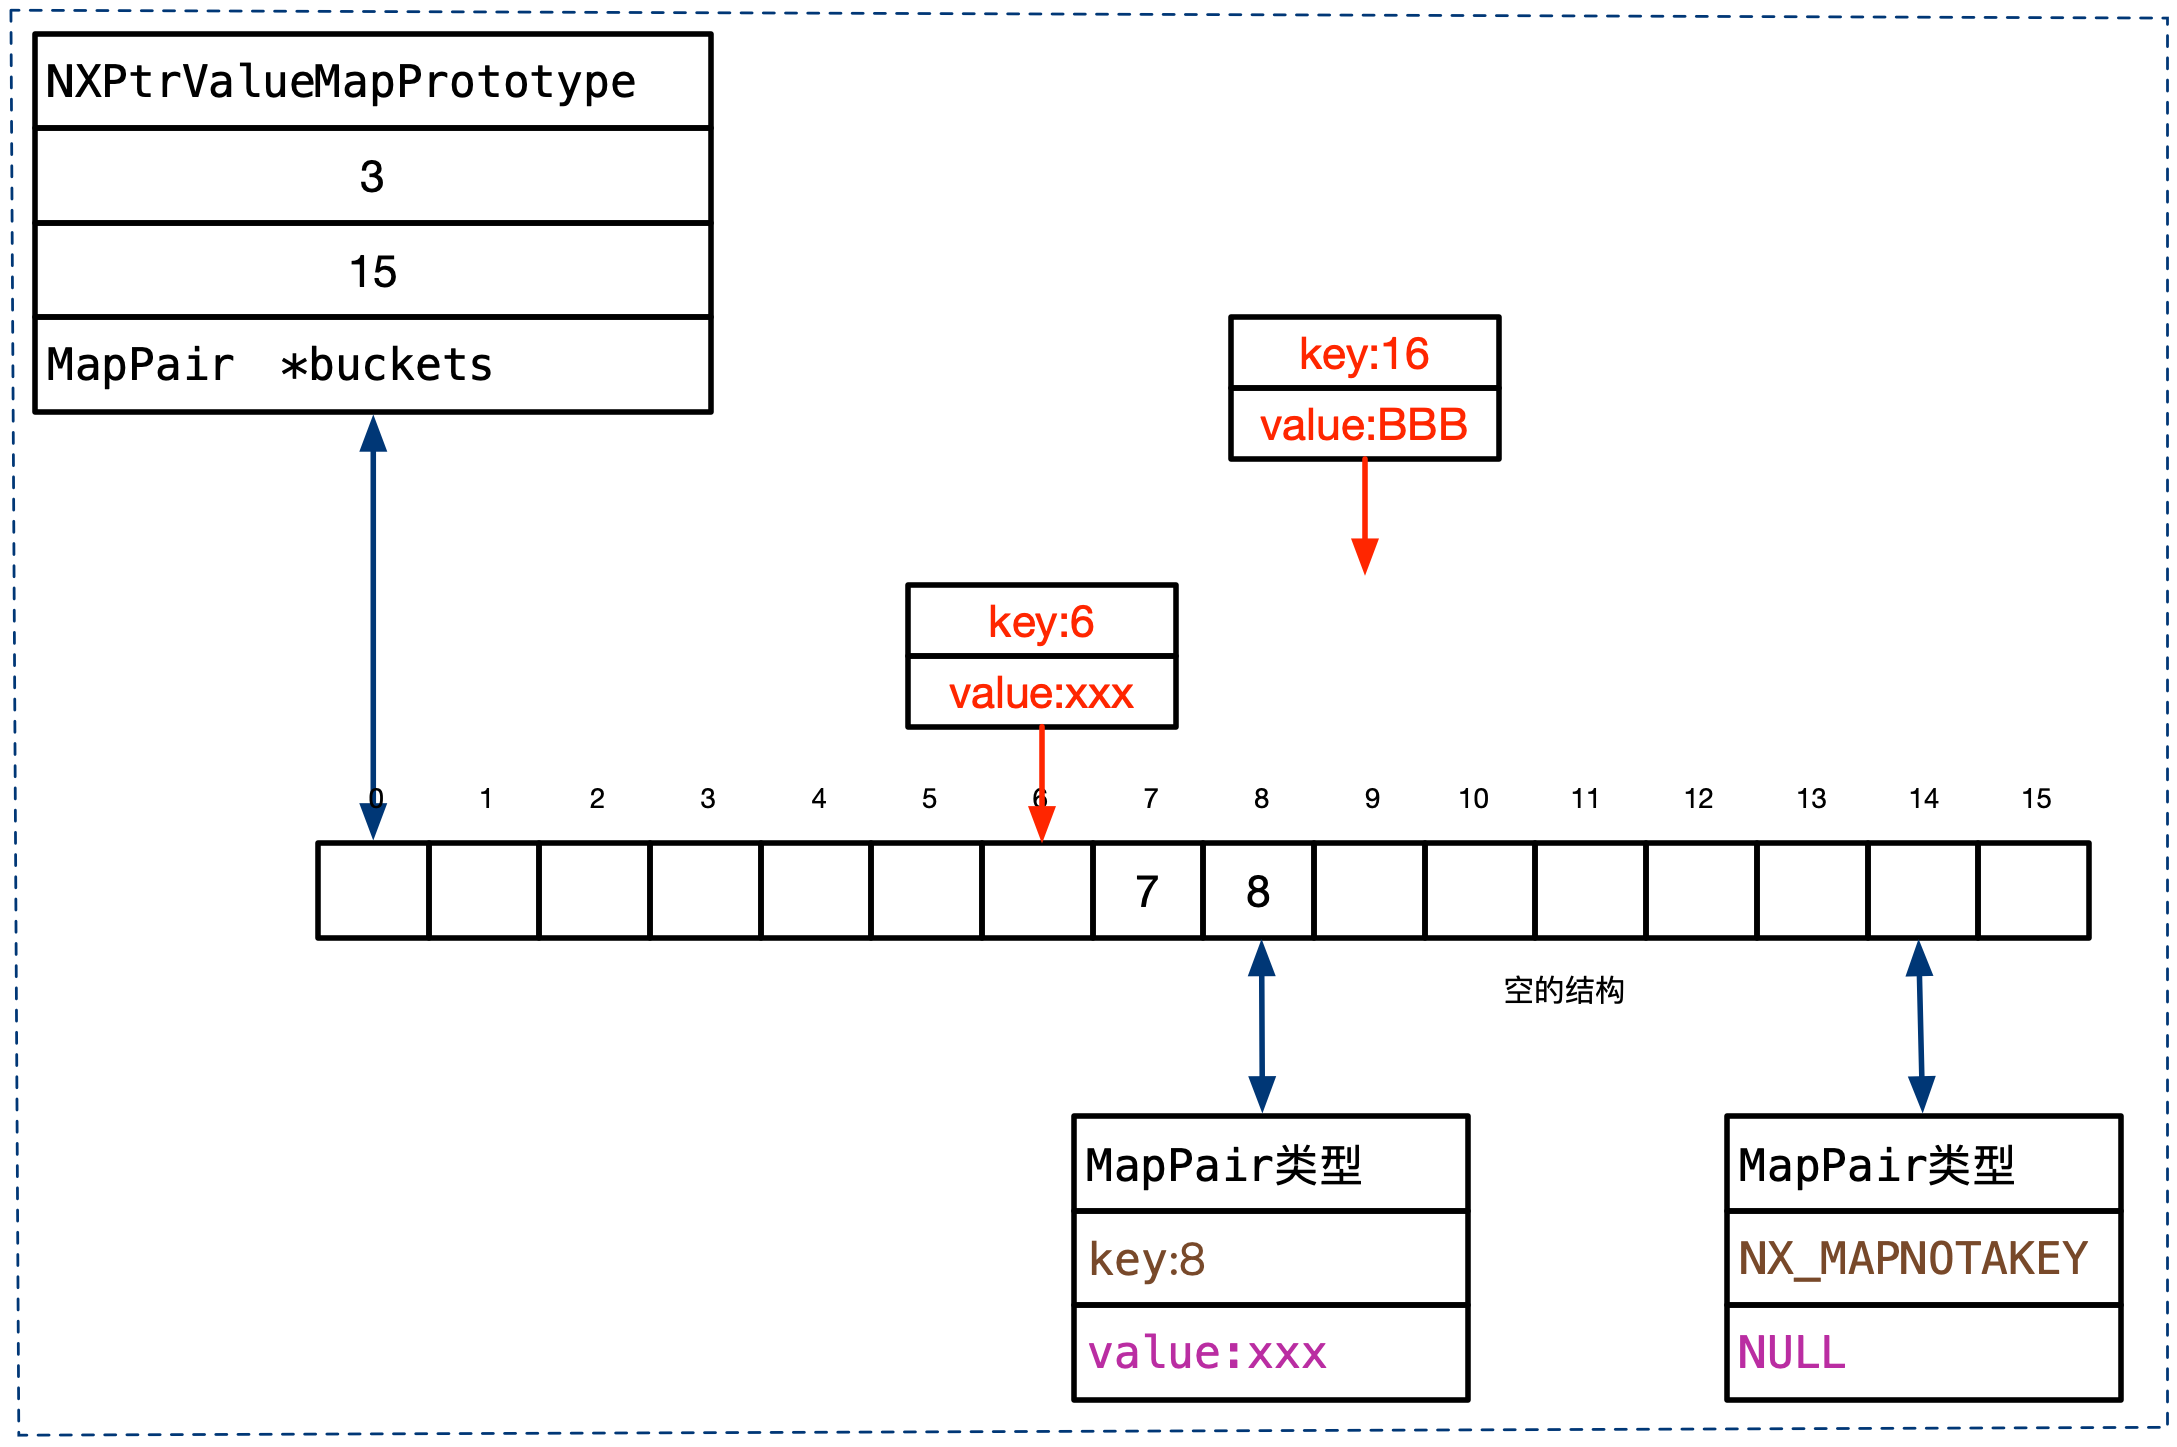 NXPtrValueMapPrototype
3
15
MapPair *buckets
key:16
value:BBB
key:6
value:xxx
0 1 2 3 4 5 6 7 8 9 10 11 12 13 14 15
7 8
空的结构
MapPair类型
key:8
value:xxx
MapPair类型
NX_MAPNOTAKEY
NULL